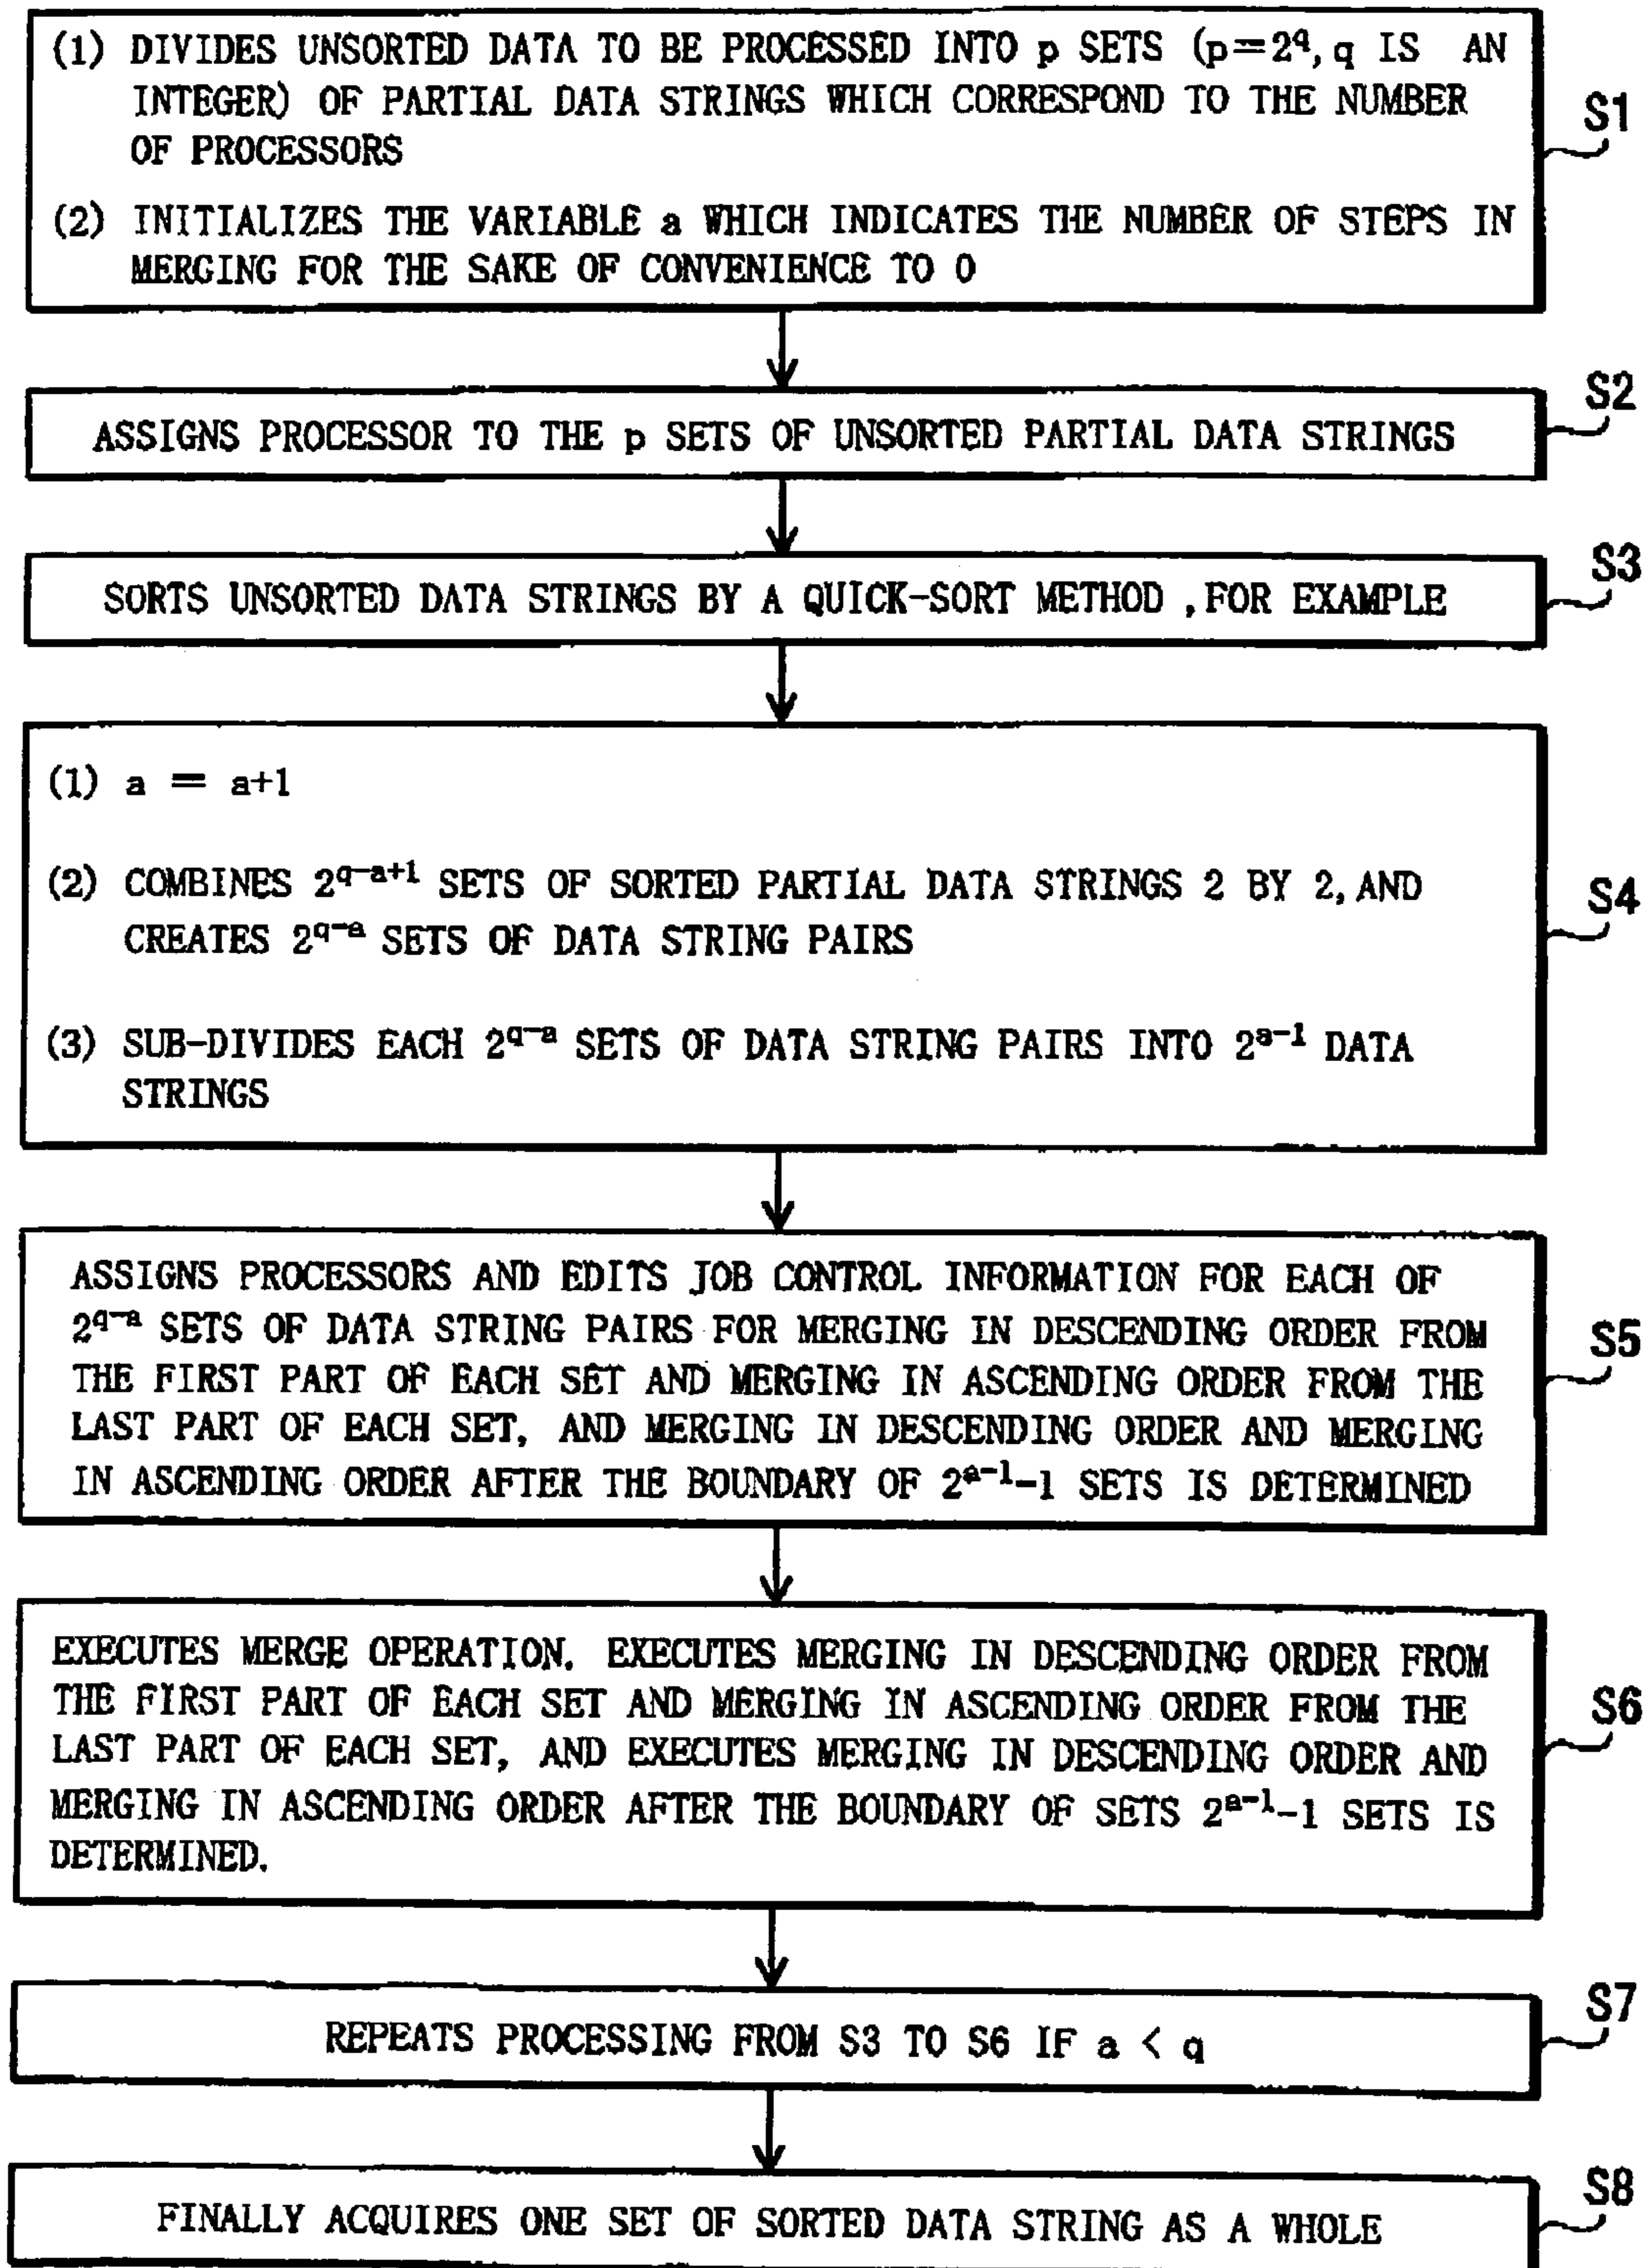 (1) DIVIDES UNSORTED DATA TO BE PROCESSED INTO p SETS (p=2^q, q IS AN
INTEGER) OF PARTIAL DATA STRINGS WHICH CORRESPOND TO THE NUMBER
OF PROCESSORS
(2) INITIALIZES THE VARIABLE a WHICH INDICATES THE NUMBER OF STEPS IN
MERGING FOR THE SAKE OF CONVENIENCE TO 0
S1
ASSIGNS PROCESSOR TO THE p SETS OF UNSORTED PARTIAL DATA STRINGS
S2
SORTS UNSORTED DATA STRINGS BY A QUICK-SORT METHOD ,FOR EXAMPLE
S3
(1) a = a+1
(2) COMBINES 2^{q-a+1} SETS OF SORTED PARTIAL DATA STRINGS 2 BY 2, AND
CREATES 2^{q-a} SETS OF DATA STRING PAIRS
(3) SUB-DIVIDES EACH 2^{q-a} SETS OF DATA STRING PAIRS INTO 2^{a-1} DATA
STRINGS
S4
ASSIGNS PROCESSORS AND EDITS JOB CONTROL INFORMATION FOR EACH OF
2^{q-a} SETS OF DATA STRING PAIRS FOR MERGING IN DESCENDING ORDER FROM
THE FIRST PART OF EACH SET AND MERGING IN ASCENDING ORDER FROM THE
LAST PART OF EACH SET, AND MERGING IN DESCENDING ORDER AND MERGING
IN ASCENDING ORDER AFTER THE BOUNDARY OF 2^{a-1}-1 SETS IS DETERMINED
S5
EXECUTES MERGE OPERATION. EXECUTES MERGING IN DESCENDING ORDER FROM
THE FIRST PART OF EACH SET AND MERGING IN ASCENDING ORDER FROM THE
LAST PART OF EACH SET, AND EXECUTES MERGING IN DESCENDING ORDER AND
MERGING IN ASCENDING ORDER AFTER THE BOUNDARY OF SETS 2^{a-1}-1 SETS IS
DETERMINED.
S6
REPEATS PROCESSING FROM S3 TO S6 IF a < q
S7
FINALLY ACQUIRES ONE SET OF SORTED DATA STRING AS A WHOLE
S8